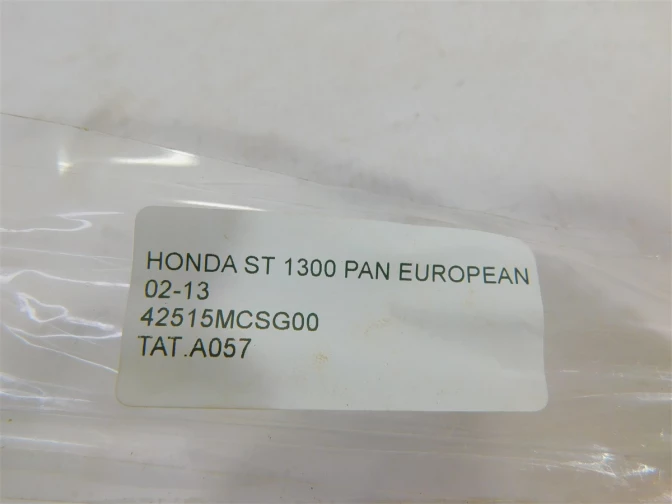 HONDA ST 1300 PAN EUROPEAN
02-13
42515MCSG00
TAT.A057